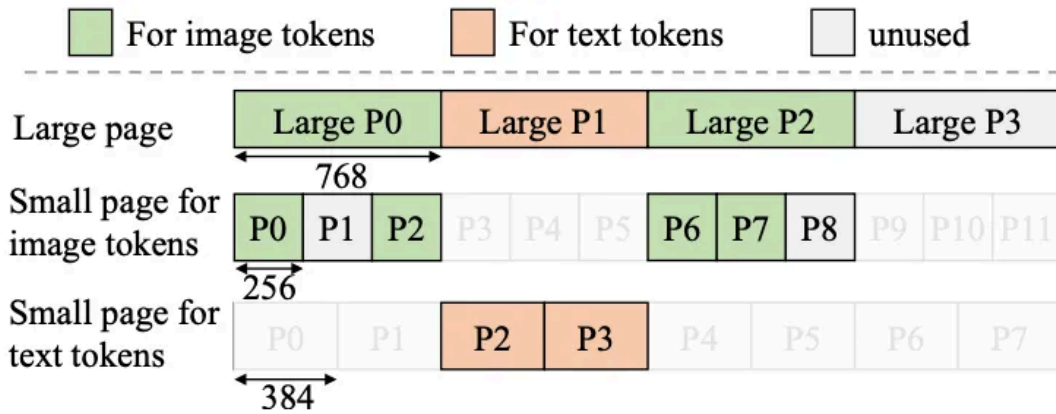 For image tokens For text tokens unused
Large page Large P0 Large P1 Large P2 Large P3
768
Small page for
image tokens
P0 P1 P2 P3 P4 P5 P6 P7 P8 P9 P10 P11
256
Small page for
text tokens
P0 P1 P2 P3 P4 P5 P6 P7
384